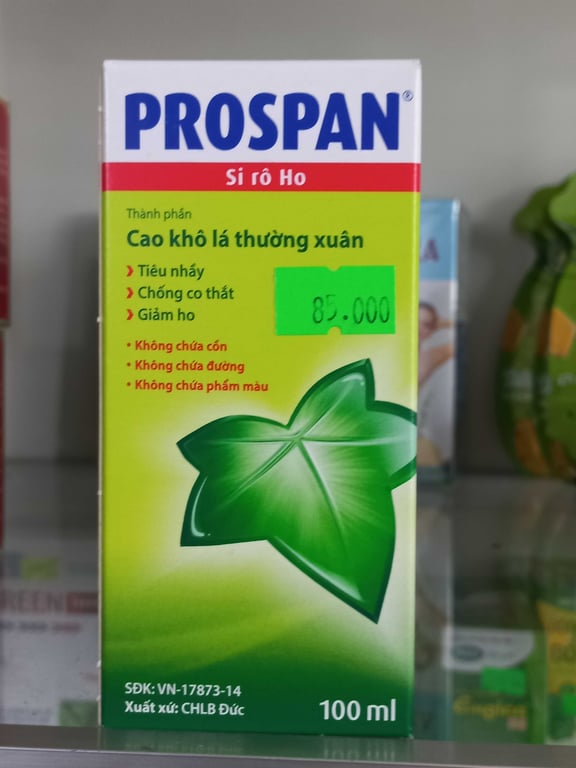 PROSPAN®
Si rô Ho
Thành phần
Cao khô lá thường xuân
Tiêu nhầy
Chống co thắt
Giảm ho
85.000
• Không chứa cồn
• Không chứa đường
• Không chứa phẩm màu
SĐK: VN-17873-14
Xuất xứ: CHLB Đức
100 ml
REEN
Eugica